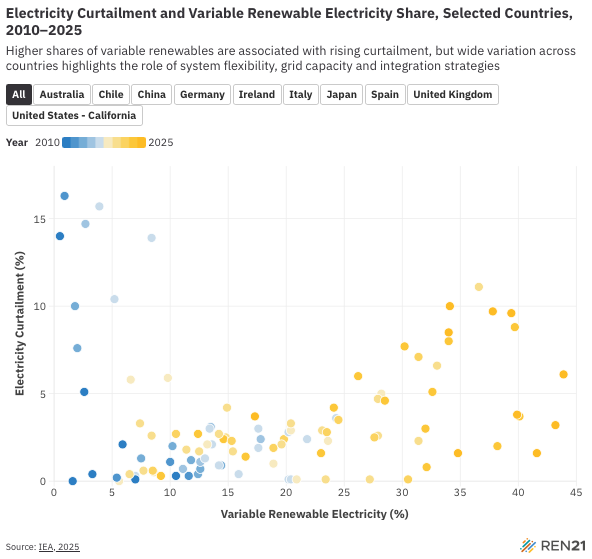 Electricity Curtailment and Variable Renewable Electricity Share, Selected Countries,
2010–2025
Higher shares of variable renewables are associated with rising curtailment, but wide variation across
countries highlights the role of system flexibility, grid capacity and integration strategies
All Australia Chile China Germany Ireland Italy Japan Spain United Kingdom
United States - California
Year 2010 2025
Electricity Curtailment (%)
15
10
5
0
0 5 10 15 20 25 30 35 40 45
Variable Renewable Electricity (%)
Source: IEA, 2025
REN21